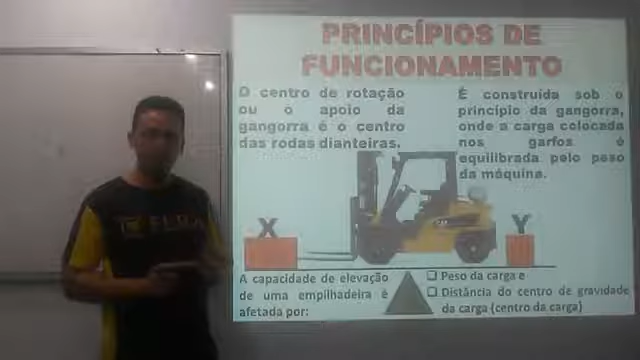 PRINCÍPIOS DE
FUNCIONAMENTO
O centro de rotação
ou o apoio da
gangorra é o centro
das rodas dianteiras.
É construída sob o
princípio da gangorra,
onde a carga colocada
nos garfos é
equilibrada pelo peso
da máquina.
X
Y
A capacidade de elevação
de uma empilhadeira é
afetada por:
Peso da carga e
Distância do centro de gravidade
da carga (centro da carga)